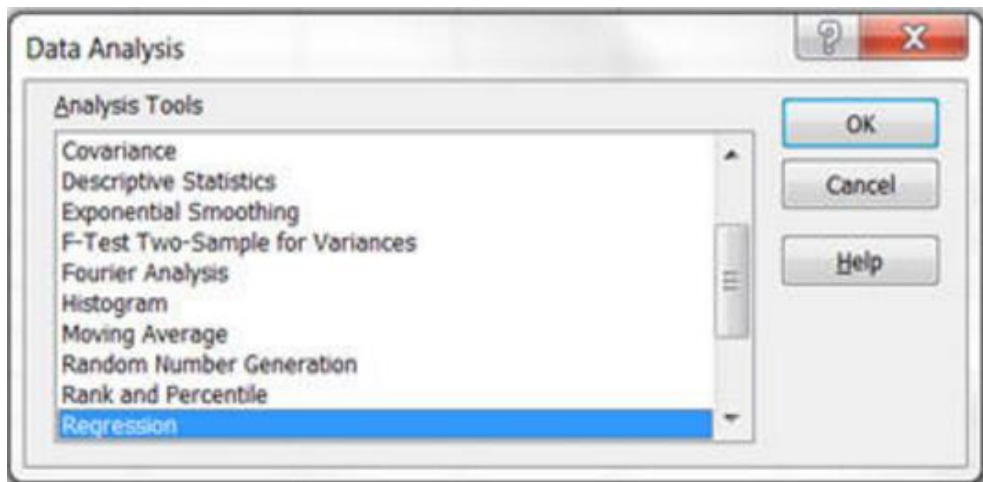 Data Analysis
?
X
Analysis Tools
Covariance
Descriptive Statistics
Exponential Smoothing
F-Test Two-Sample for Variances
Fourier Analysis
Histogram
Moving Average
Random Number Generation
Rank and Percentile
Regression
OK
Cancel
Help